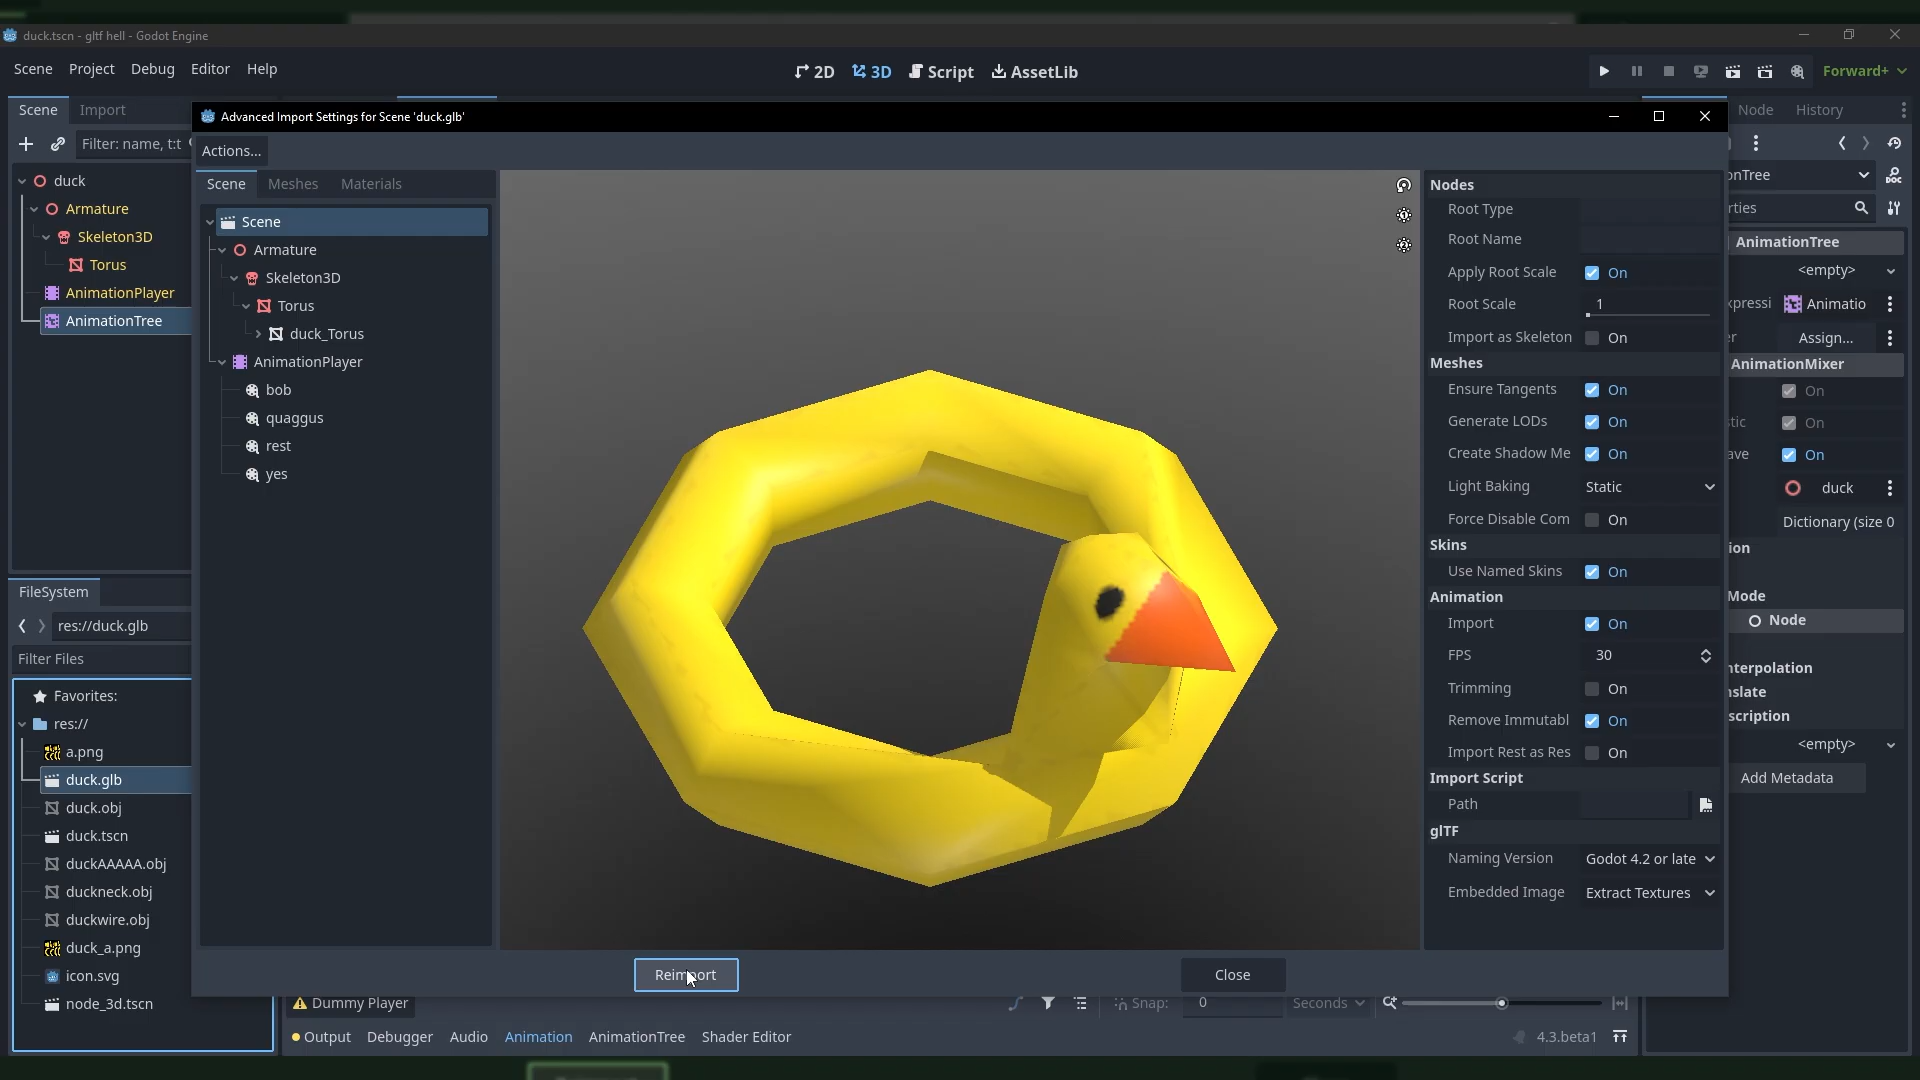 duck.tscn - gltf hell - Godot Engine
Scene Project Debug Editor Help
2D 3D Script AssetLib
Forward+
Scene Import
Node History
Filter: name, t:t
duck
Armature
Skeleton3D
Torus
AnimationPlayer
AnimationTree
FileSystem
res://duck.glb
Filter Files
Favorites:
res://
a.png
duck.glb
duck.obj
duck.tscn
duckAAAAA.obj
duckneck.obj
duckwire.obj
duck_a.png
icon.svg
node_3d.tscn
Advanced Import Settings for Scene 'duck.glb'
Actions...
Scene Meshes Materials
Scene
Armature
Skeleton3D
Torus
duck_Torus
AnimationPlayer
bob
quaggus
rest
yes
Nodes
Root Type
Root Name
Apply Root Scale On
Root Scale 1
Import as Skeleton On
Meshes
Ensure Tangents On
Generate LODs On
Create Shadow Me On
Light Baking Static
Force Disable Com On
Skins
Use Named Skins On
Animation
Import On
FPS 30
Trimming On
Remove Immutabl On
Import Rest as Res On
Import Script
Path
glTF
Naming Version Godot 4.2 or late
Embedded Image Extract Textures
Reimport Close
onTree
rties
AnimationTree
<empty>
xpressi Animatio
r Assign...
AnimationMixer
On
tic On
ave On
duck
Dictionary (size 0
ion
Mode
Node
nterpolation
nslate
scription
<empty>
Add Metadata
Dummy Player
Snap: 0 Seconds
Output Debugger Audio Animation AnimationTree Shader Editor
4.3.beta1